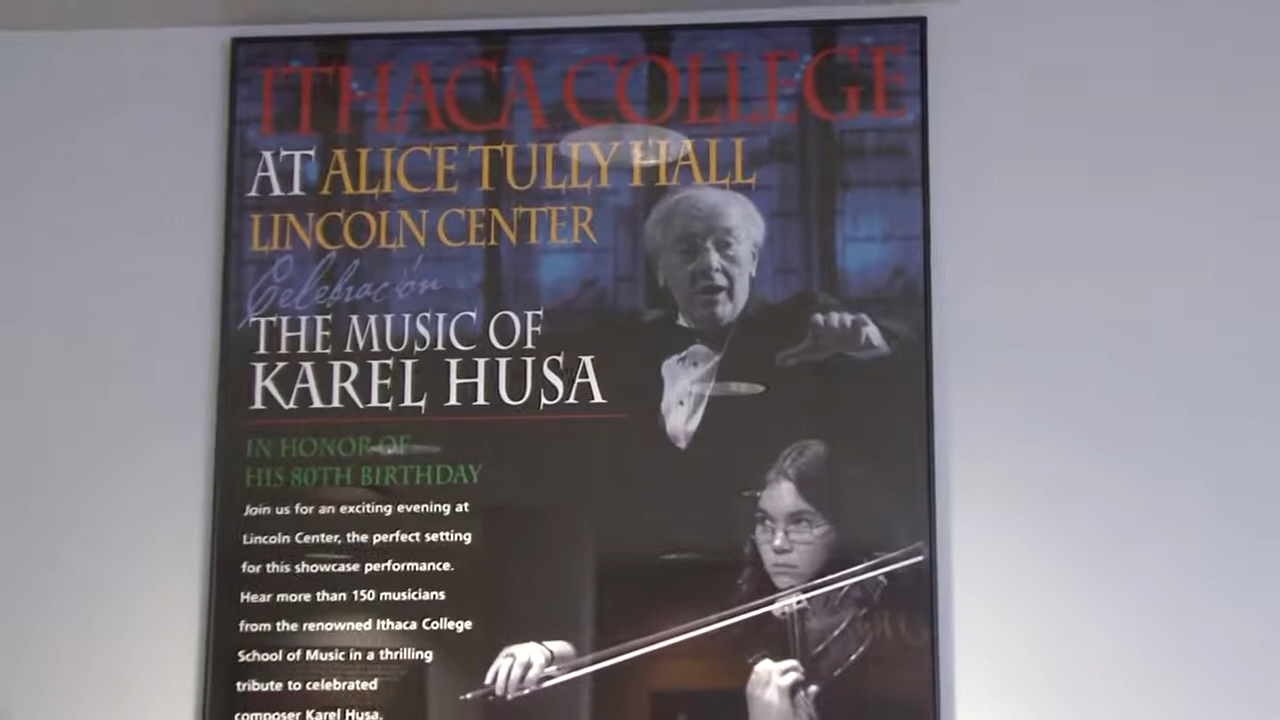 ITHACA COLLEGE
AT ALICE TULLY HALL
LINCOLN CENTER
Celebración
THE MUSIC OF
KAREL HUSA
IN HONOR OF
HIS 80TH BIRTHDAY
Join us for an exciting evening at
Lincoln Center, the perfect setting
for this showcase performance.
Hear more than 150 musicians
from the renowned Ithaca College
School of Music in a thrilling
tribute to celebrated
composer Karel Husa.